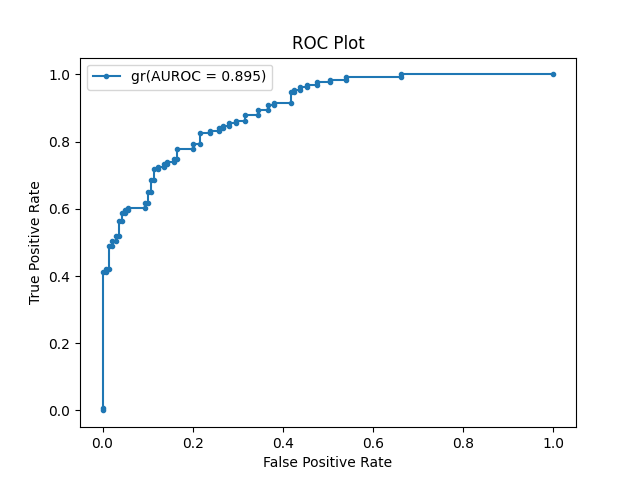 ROC Plot
gr(AUROC = 0.895)
True Positive Rate
1.0
0.8
0.6
0.4
0.2
0.0
0.0 0.2 0.4 0.6 0.8 1.0
False Positive Rate